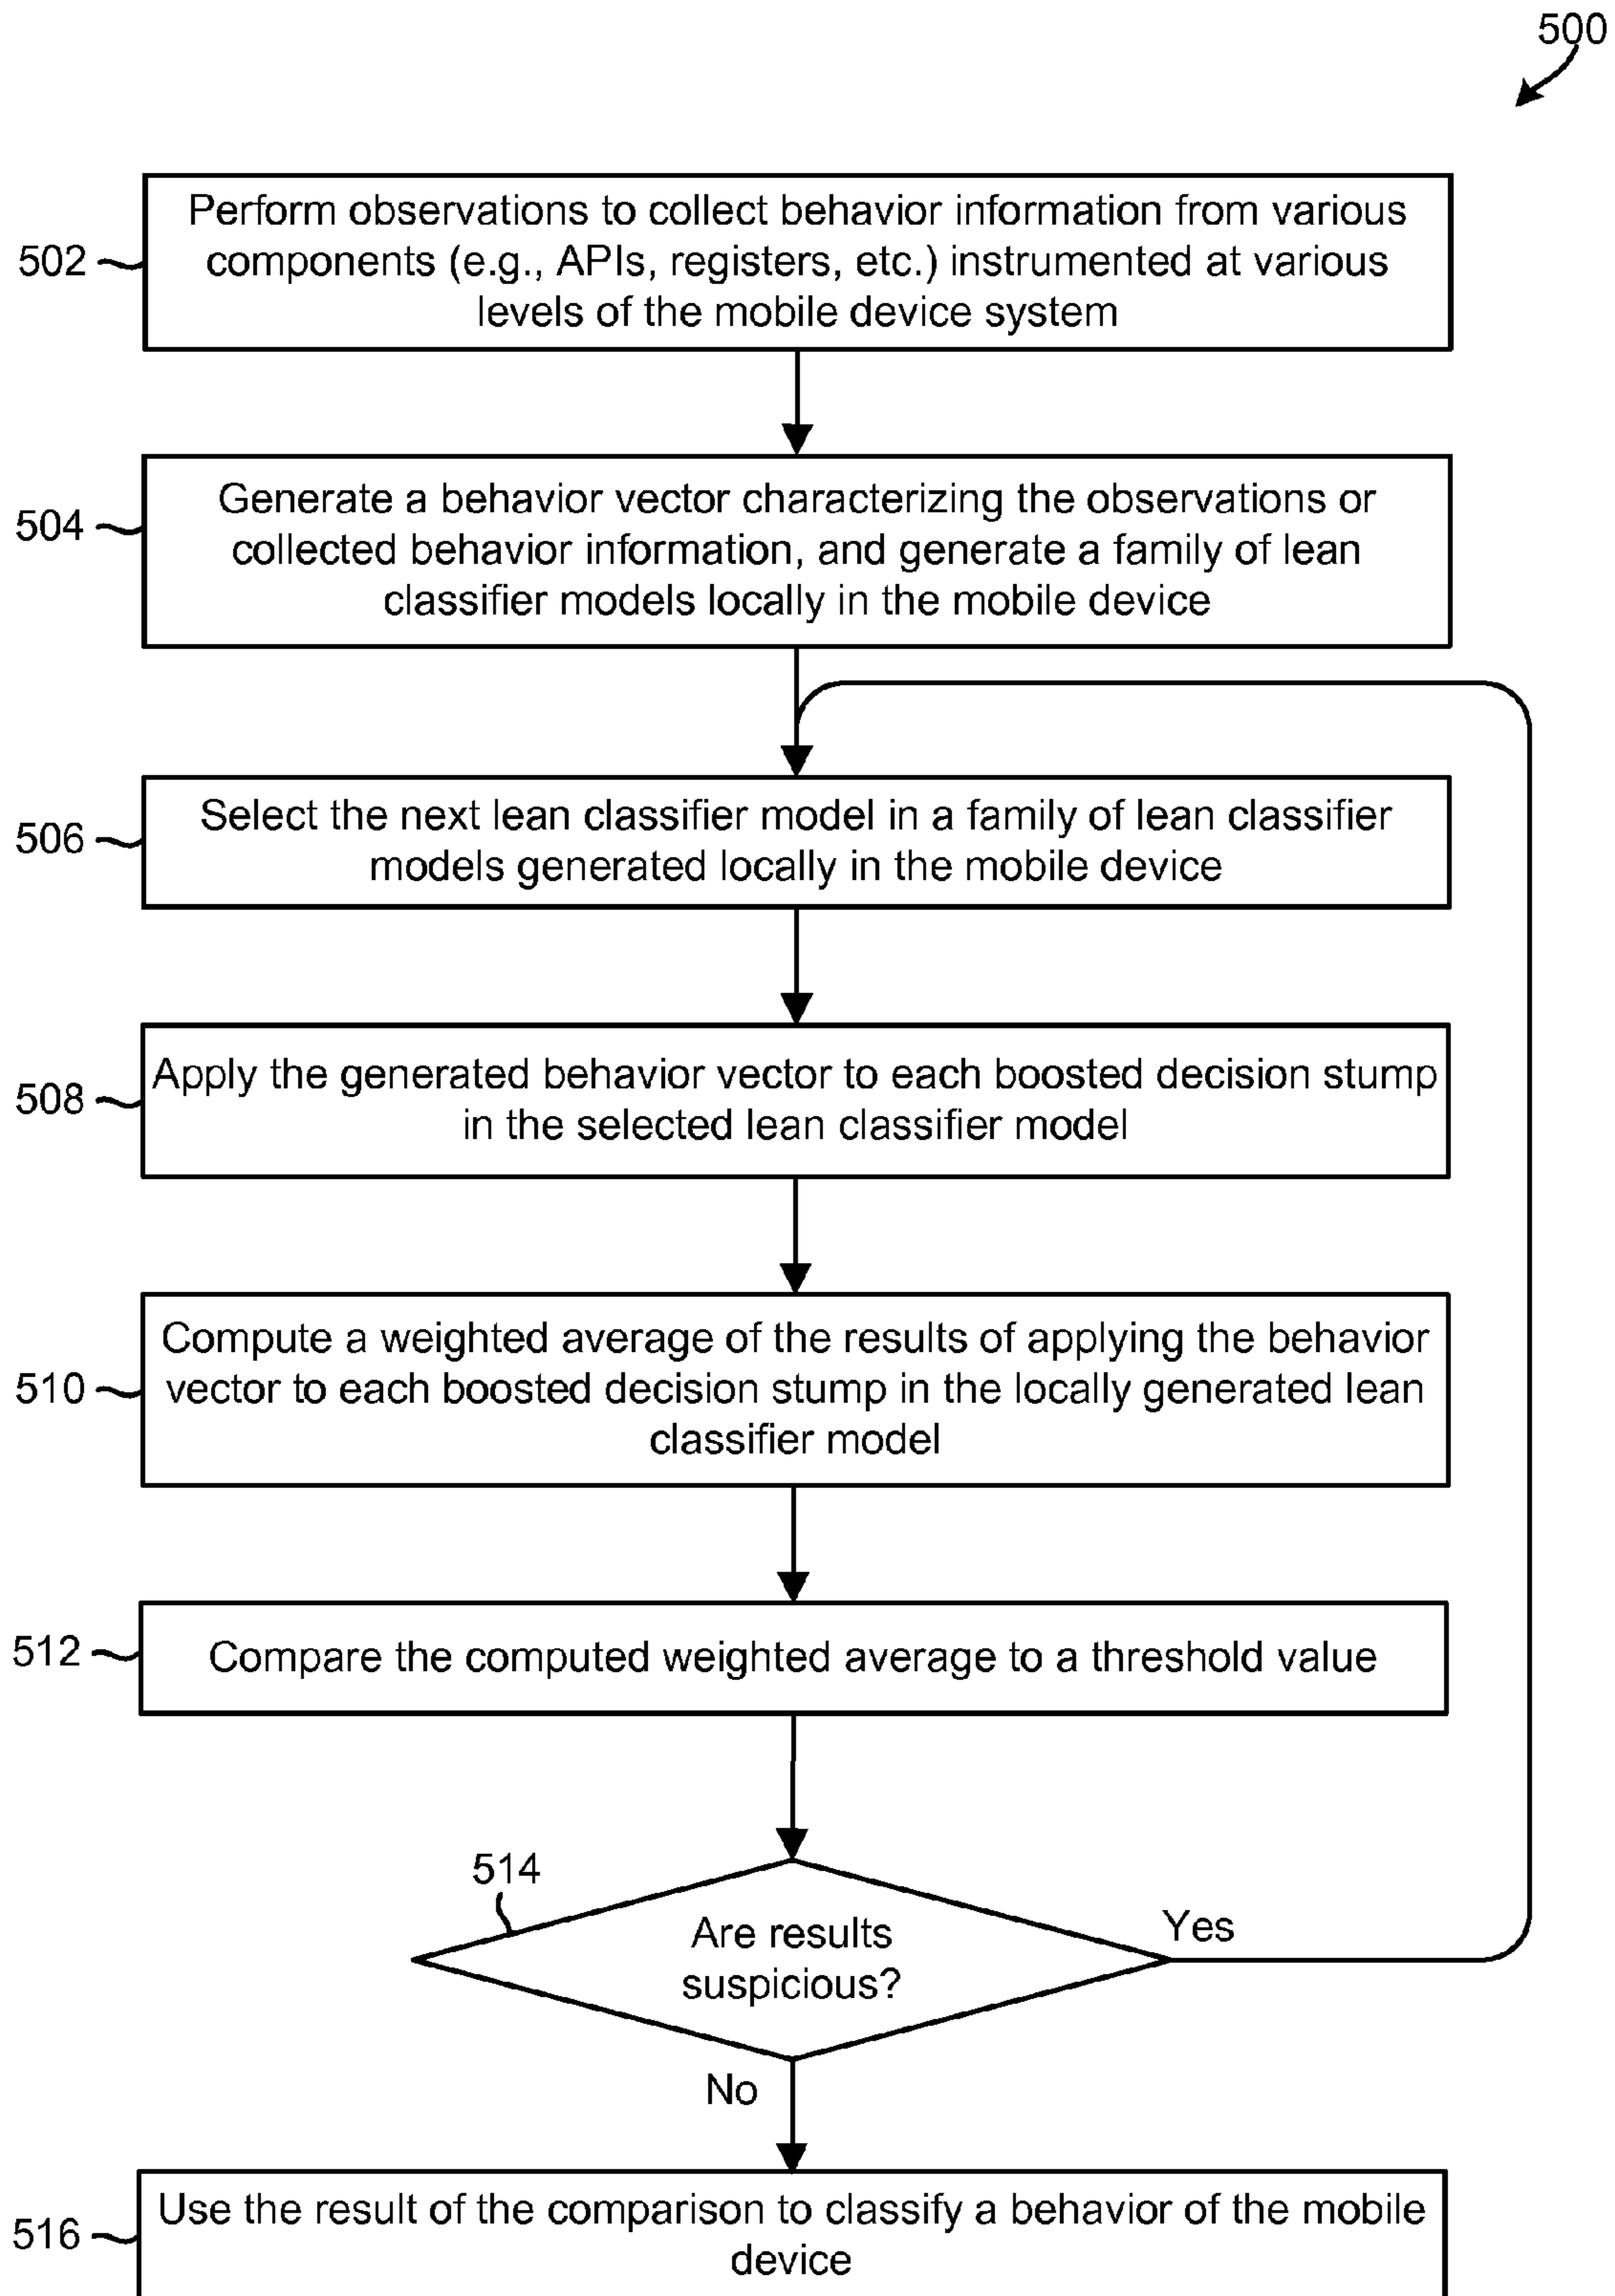 500
Perform observations to collect behavior information from various
components (e.g., APIs, registers, etc.) instrumented at various
levels of the mobile device system
502
Generate a behavior vector characterizing the observations or
collected behavior information, and generate a family of lean
classifier models locally in the mobile device
504
Select the next lean classifier model in a family of lean classifier
models generated locally in the mobile device
506
Apply the generated behavior vector to each boosted decision stump
in the selected lean classifier model
508
Compute a weighted average of the results of applying the behavior
vector to each boosted decision stump in the locally generated lean
classifier model
510
Compare the computed weighted average to a threshold value
512
514
Are results
suspicious?
Yes
No
Use the result of the comparison to classify a behavior of the mobile
device
516